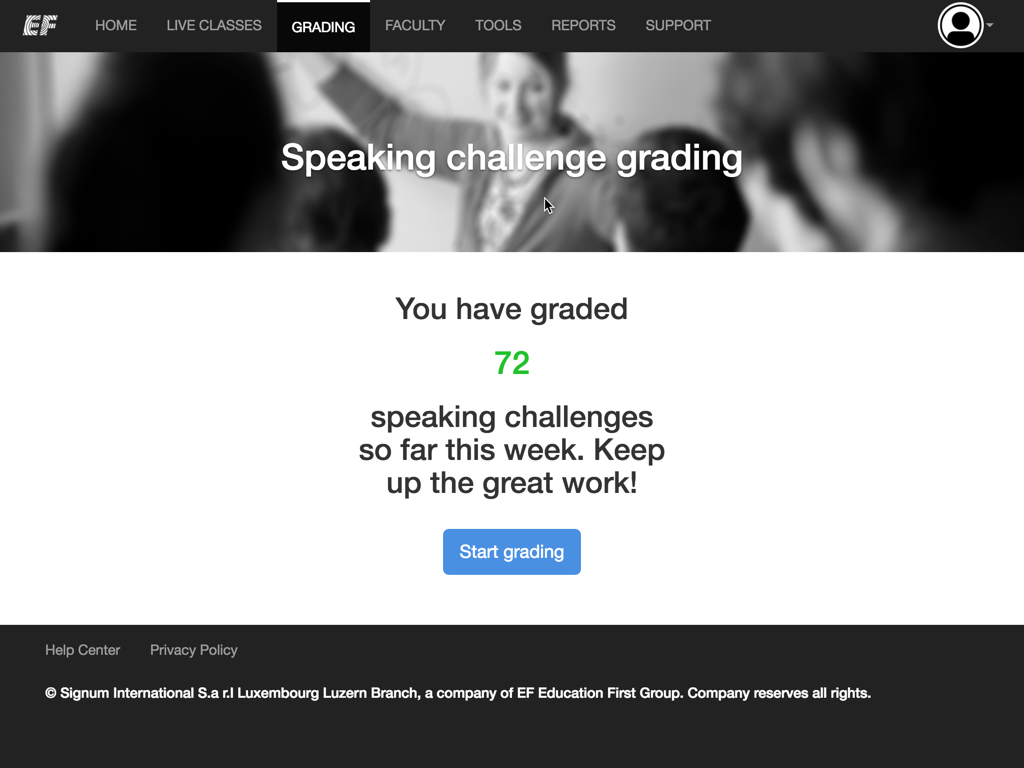 EF
HOME
LIVE CLASSES
GRADING
FACULTY
TOOLS
REPORTS
SUPPORT
Speaking challenge grading
You have graded
72
speaking challenges
so far this week. Keep
up the great work!
Start grading
Help Center
Privacy Policy
© Signum International S.a r.l Luxembourg Luzern Branch, a company of EF Education First Group. Company reserves all rights.